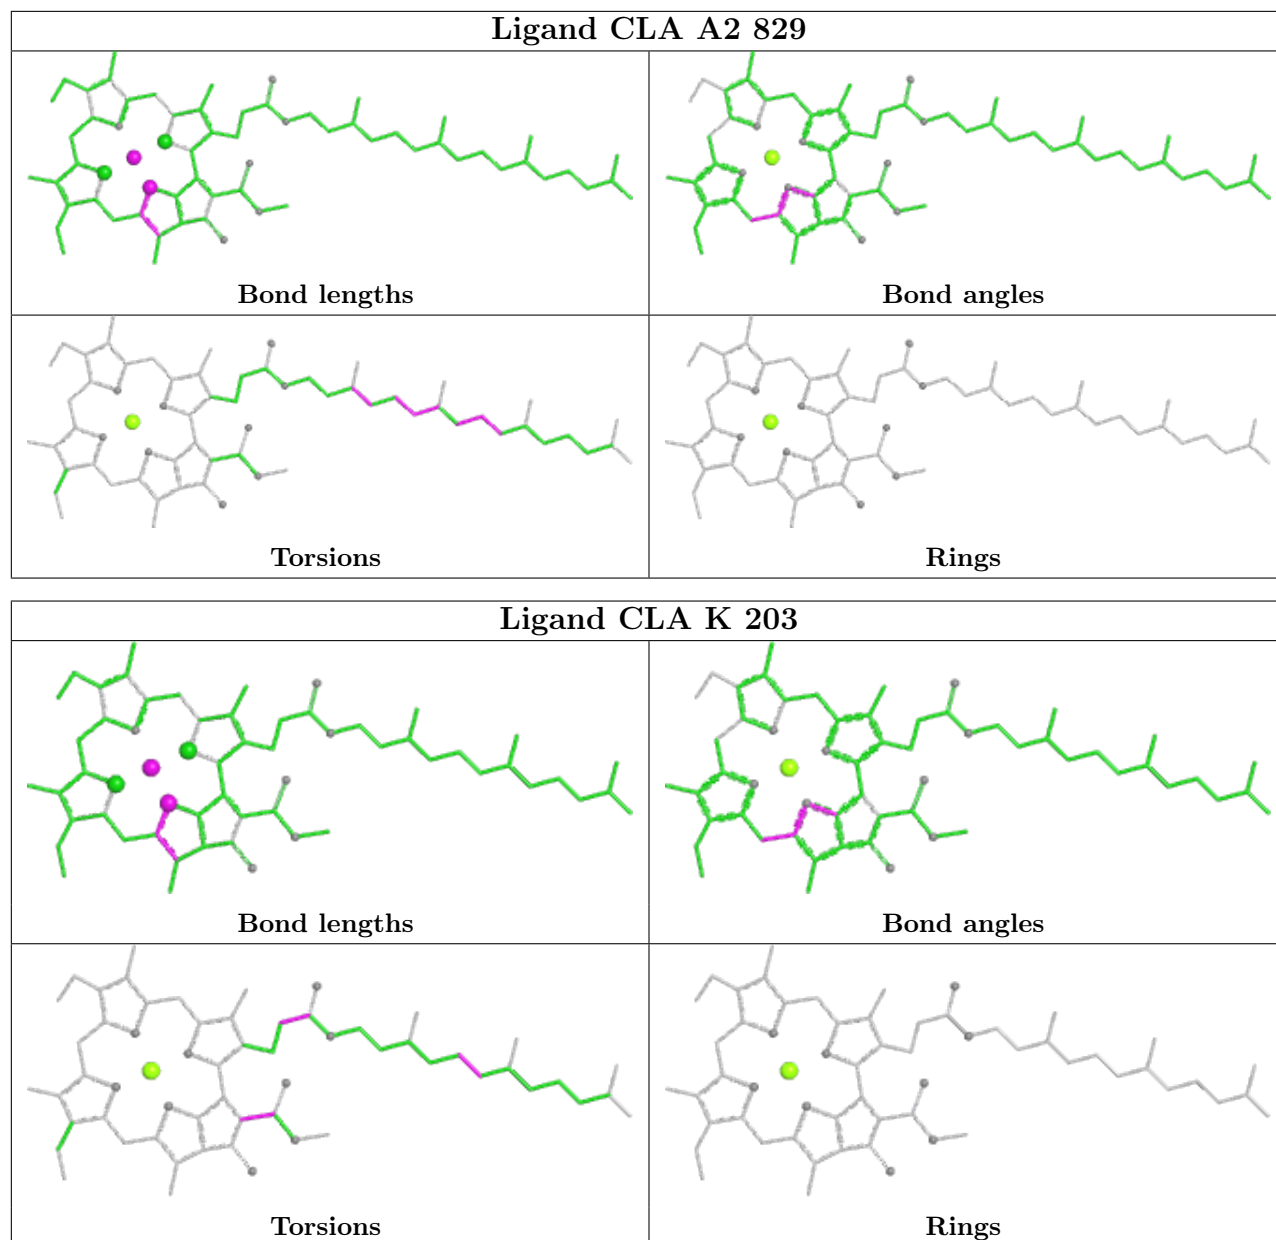 Ligand CLA A2 829
Bond lengths
Bond angles
Torsions
Rings
Ligand CLA K 203
Bond lengths
Bond angles
Torsions
Rings